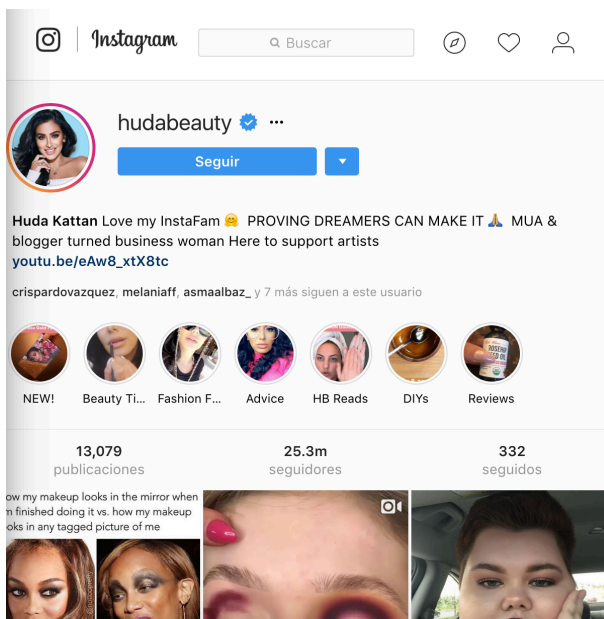 Instagram
Buscar
hudabeauty
Seguir
Huda Kattan Love my InstaFam 🤗 PROVING DREAMERS CAN MAKE IT 🙏🏽 MUA &
blogger turned business woman Here to support artists
youtu.be/eAw8_xtX8tc
crispardovazquez, melaniaff, asmaalbaz_ y 7 más siguen a este usuario
NEW! Beauty Ti... Fashion F... Advice HB Reads DIYs Reviews
13,079 25.3m 332
publicaciones seguidores seguidos
ow my makeup looks in the mirror when
m finished doing it vs. how my makeup
oks in any tagged picture of me